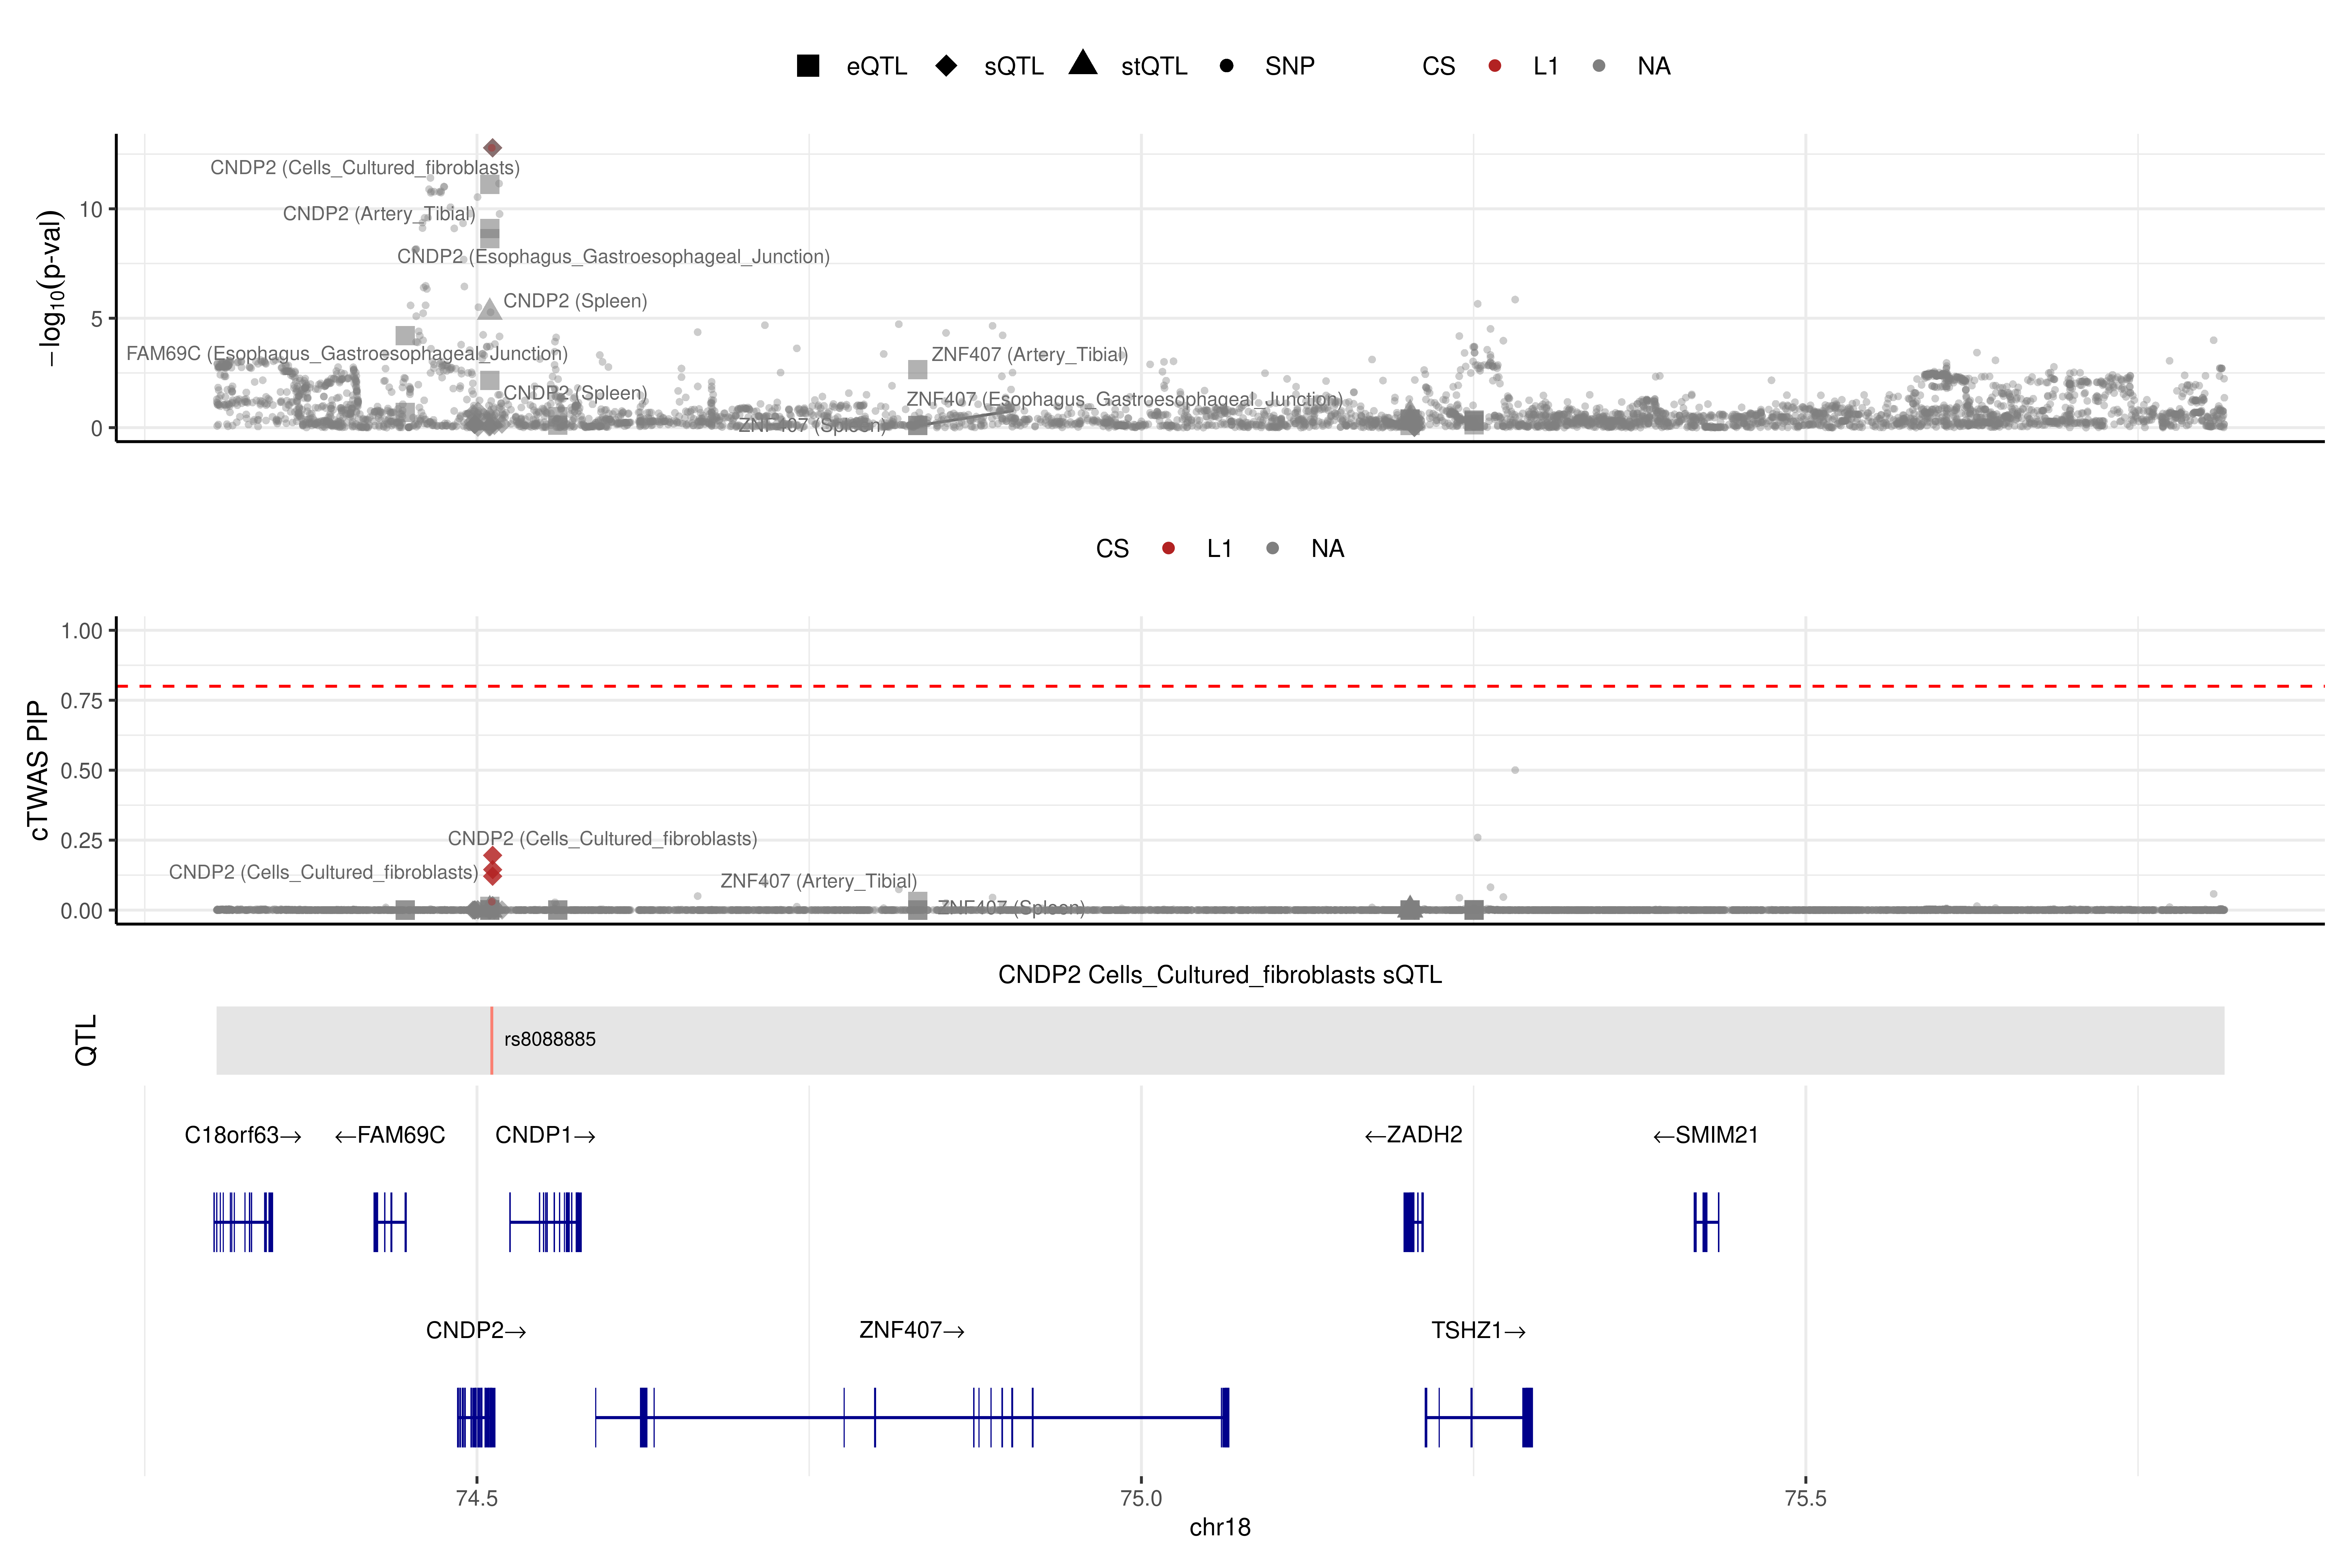 eQTL sQTL stQTL SNP CS L1 NA
−log10(p-val)
10
5
0
CNDP2 (Cells_Cultured_fibroblasts)
CNDP2 (Artery_Tibial)
CNDP2 (Esophagus_Gastroesophageal_Junction)
CNDP2 (Spleen)
FAM69C (Esophagus_Gastroesophageal_Junction)
ZNF407 (Artery_Tibial)
CNDP2 (Spleen)
ZNF407 (Esophagus_Gastroesophageal_Junction)
ZNF407 (Spleen)
CS L1 NA
cTWAS PIP
1.00
0.75
0.50
0.25
0.00
CNDP2 (Cells_Cultured_fibroblasts)
CNDP2 (Cells_Cultured_fibroblasts)
ZNF407 (Artery_Tibial)
ZNF407 (Spleen)
CNDP2 Cells_Cultured_fibroblasts sQTL
QTL
rs8088885
C18orf63→ ←FAM69C CNDP1→ ←ZADH2 ←SMIM21
CNDP2→ ZNF407→ TSHZ1→
74.5 75.0 75.5
chr18